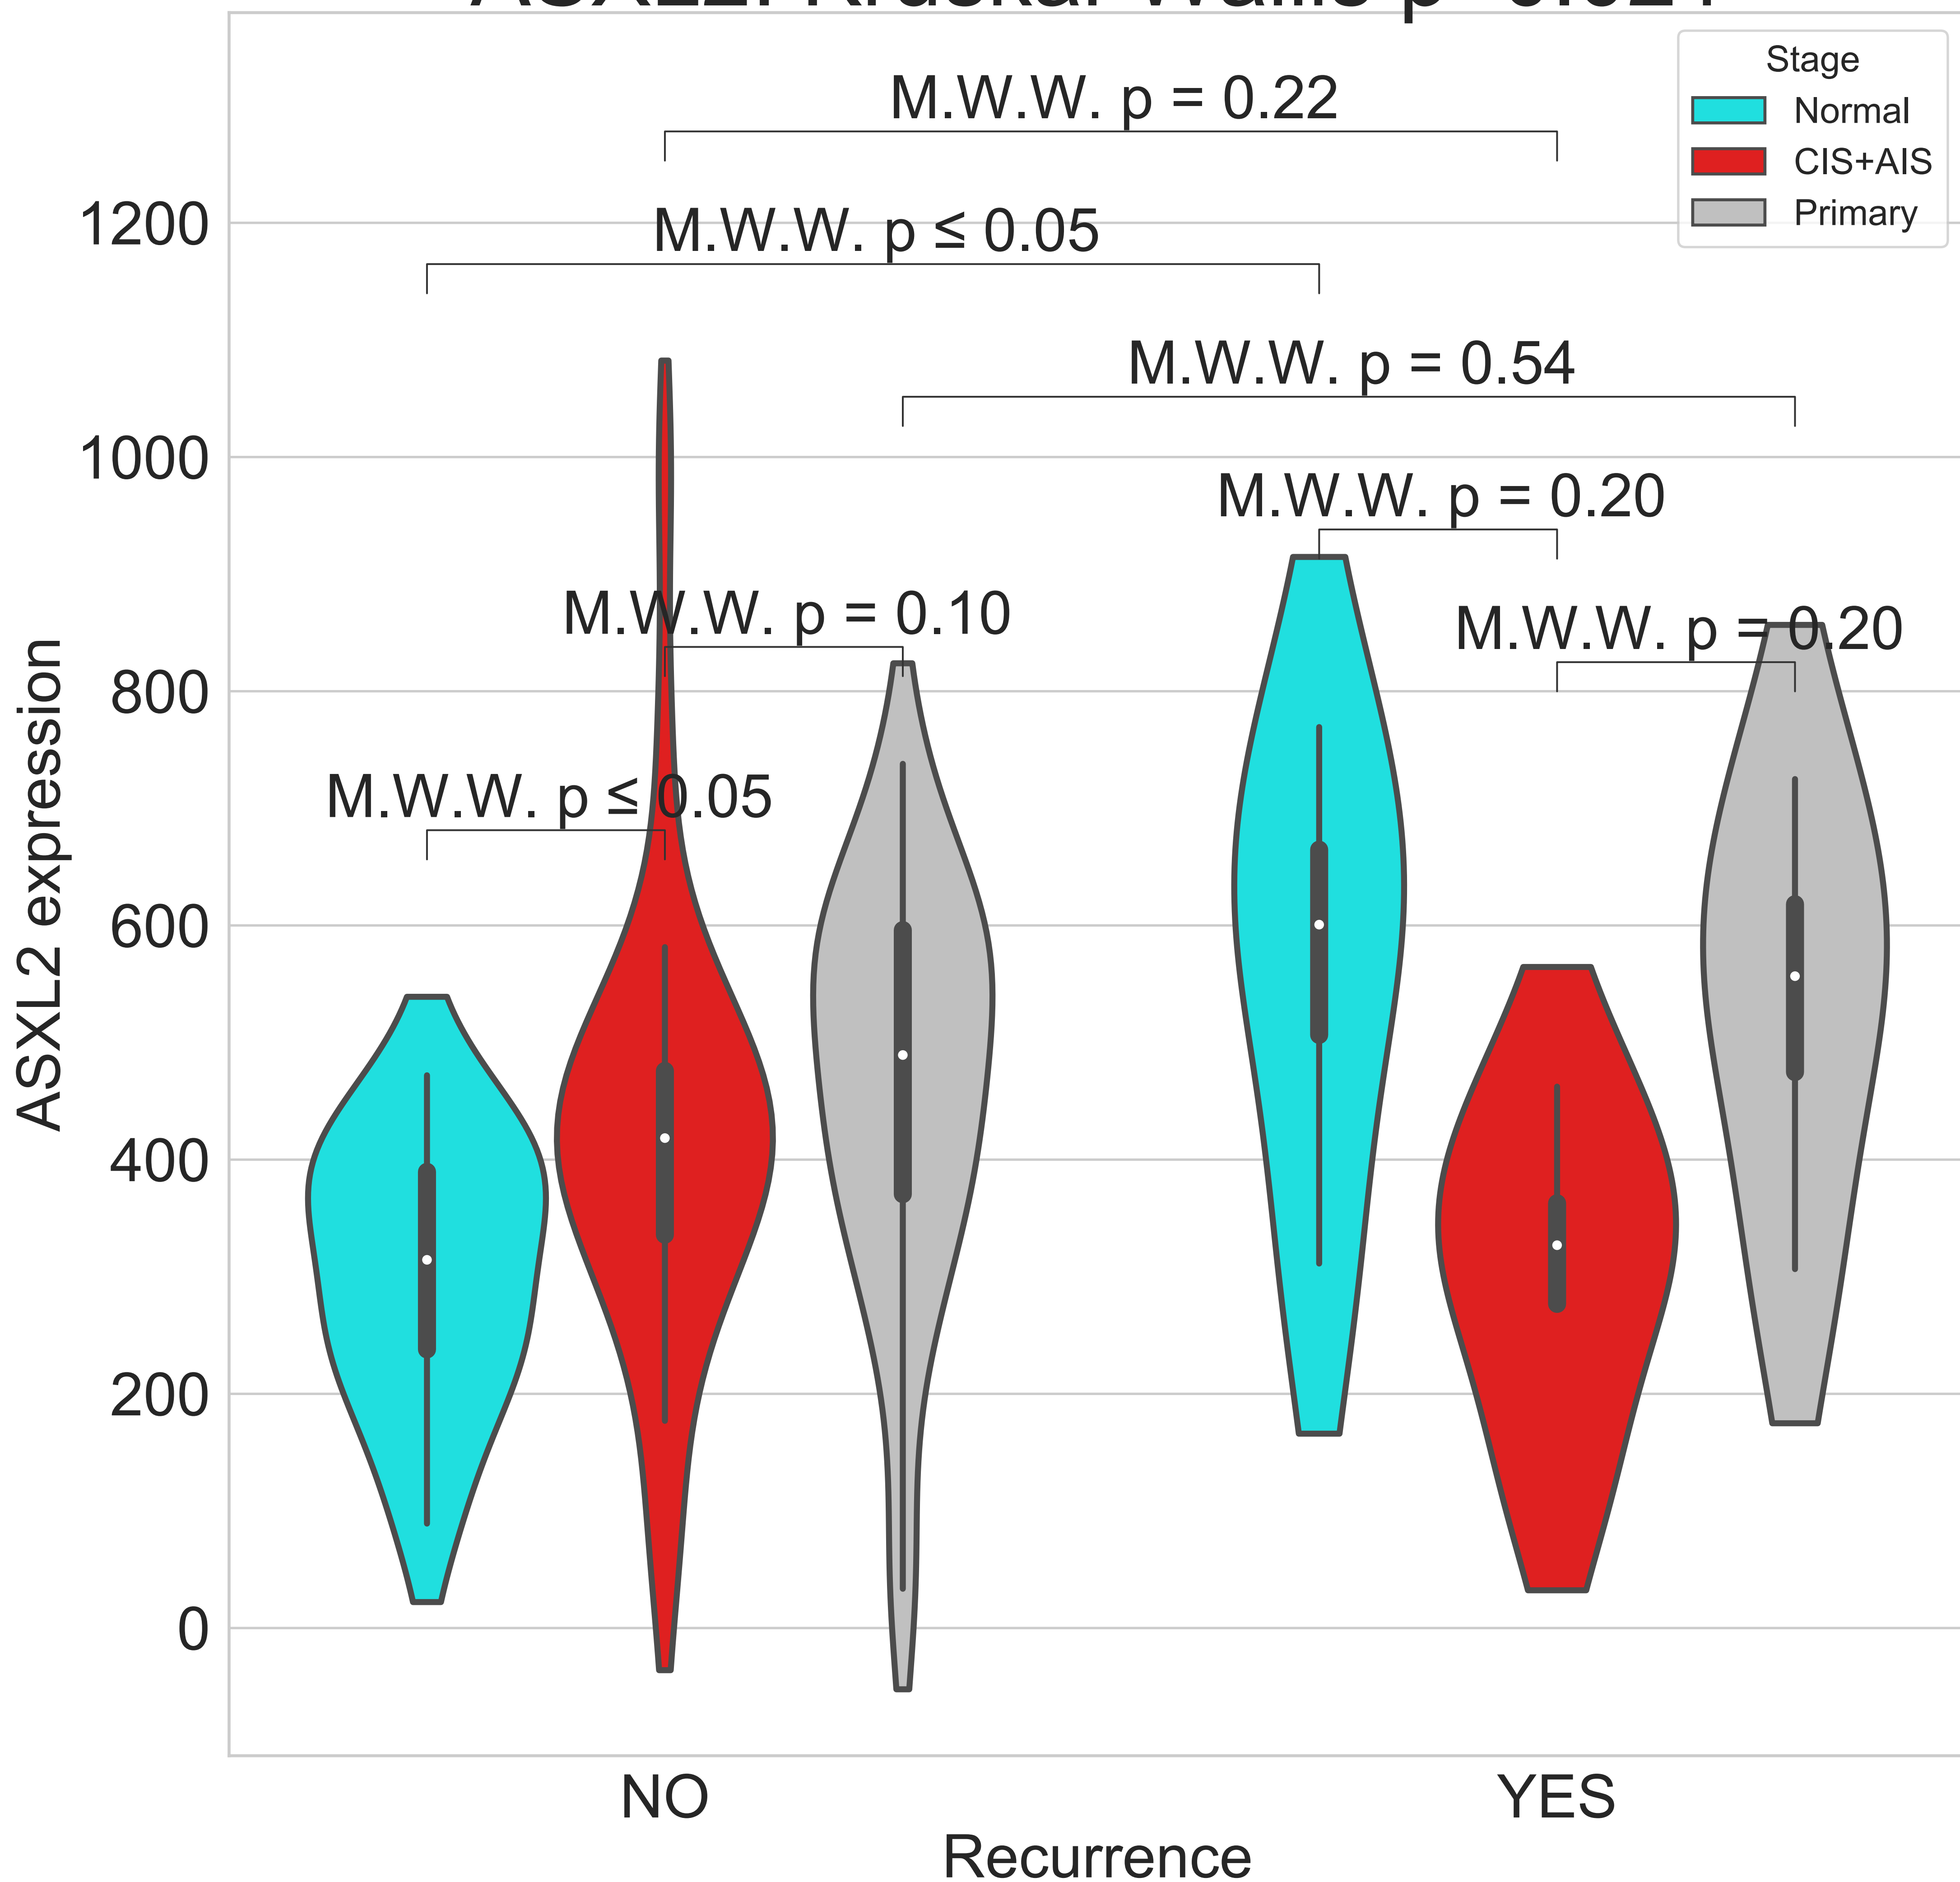 Stage
Normal
CIS+AIS
Primary
M.W.W. p = 0.22
M.W.W. p ≤ 0.05
M.W.W. p = 0.54
M.W.W. p = 0.20
M.W.W. p = 0.10
M.W.W. p = 0.20
M.W.W. p ≤ 0.05
1200
1000
800
600
400
200
0
ASXL2 expression
NO
YES
Recurrence